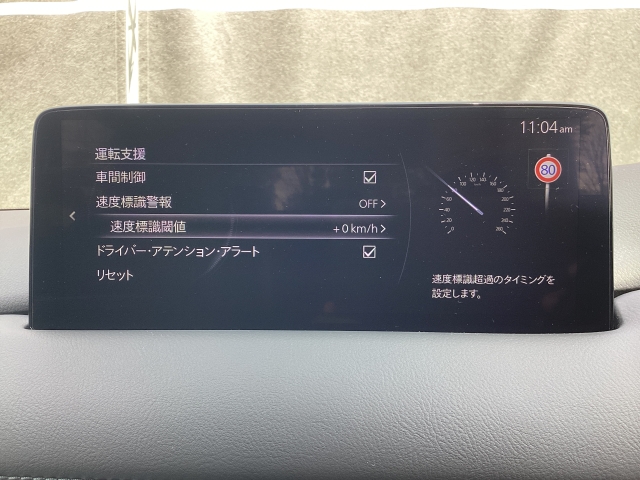 11:04 am
運転支援
車間制御
速度標識警報 OFF
速度標識閾値 +0 km/h
ドライバー・アテンション・アラート
リセット
80
速度標識超過のタイミングを
設定します。